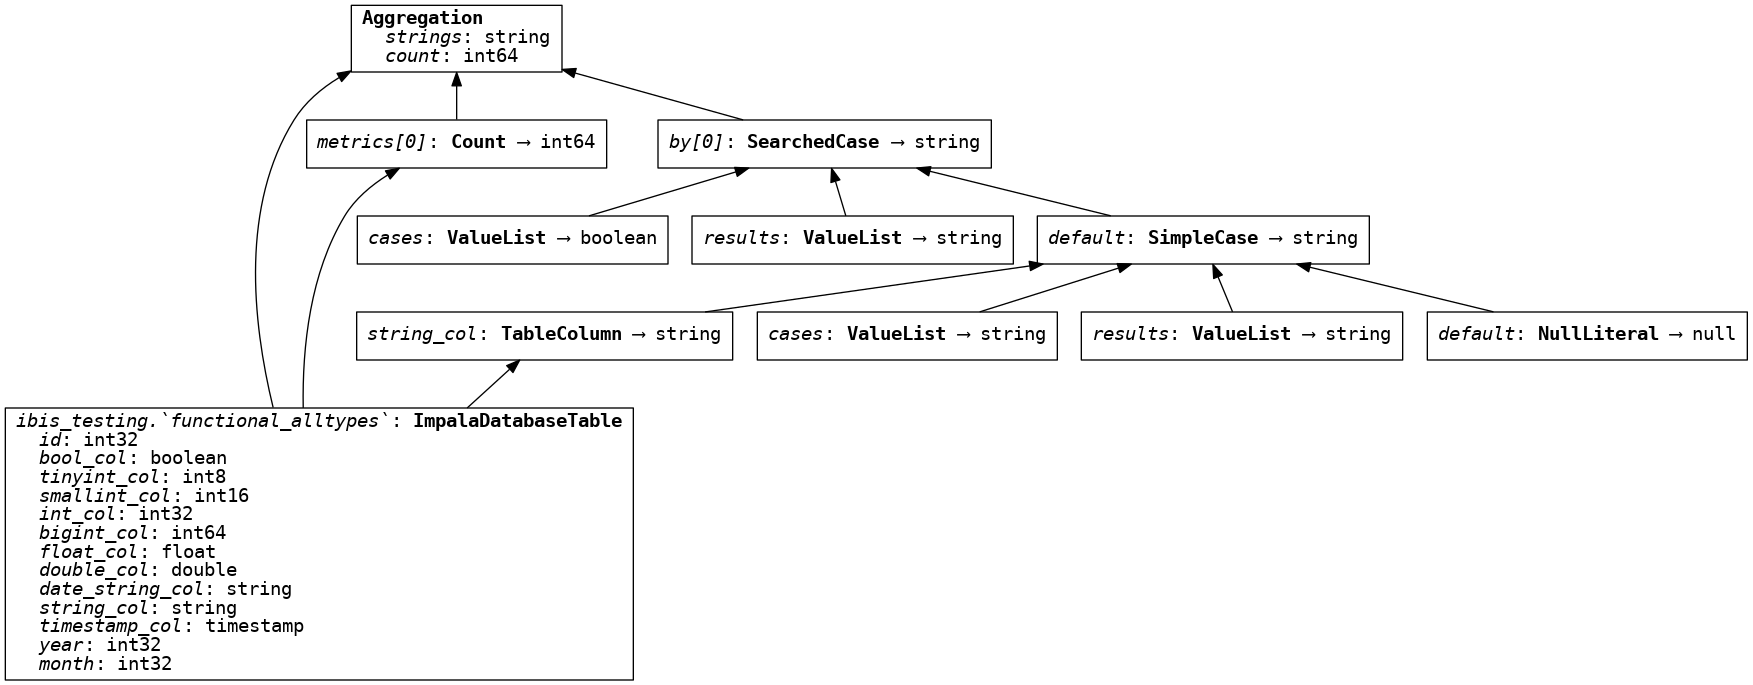 Aggregation
strings: string
count: int64
metrics[0]: Count → int64
by[0]: SearchedCase → string
cases: ValueList → boolean
results: ValueList → string
default: SimpleCase → string
string_col: TableColumn → string
cases: ValueList → string
results: ValueList → string
default: NullLiteral → null
ibis_testing.`functional_alltypes`: ImpalaDatabaseTable
id: int32
bool_col: boolean
tinyint_col: int8
smallint_col: int16
int_col: int32
bigint_col: int64
float_col: float
double_col: double
date_string_col: string
string_col: string
timestamp_col: timestamp
year: int32
month: int32